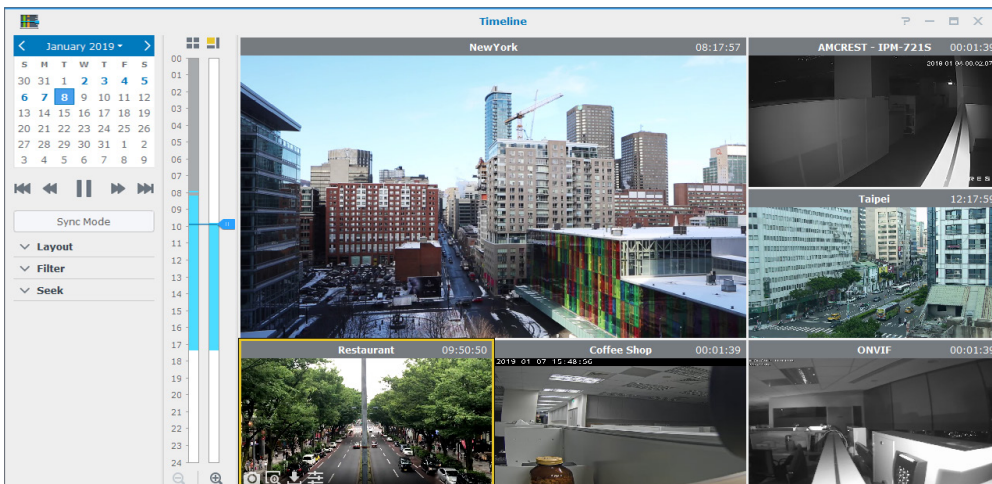 Timeline
January 2019
S M T W T F S
30 31 1 2 3 4 5
6 7 8 9 10 11 12
13 14 15 16 17 18 19
20 21 22 23 24 25 26
27 28 29 30 31 1 2
3 4 5 6 7 8 9
Sync Mode
Layout
Filter
Seek
00
01
02
03
04
05
06
07
08
09
10
11
12
13
14
15
16
17
18
19
20
21
22
23
24
NewYork 08:17:57
AMCREST - IPM-721S 00:01:39
2019 01 04 00:02:07
RES
Taipei 12:17:59
Restaurant 09:50:50
Coffee Shop 00:01:39
2019 01 07 15:48:56
ONVIF 00:01:39